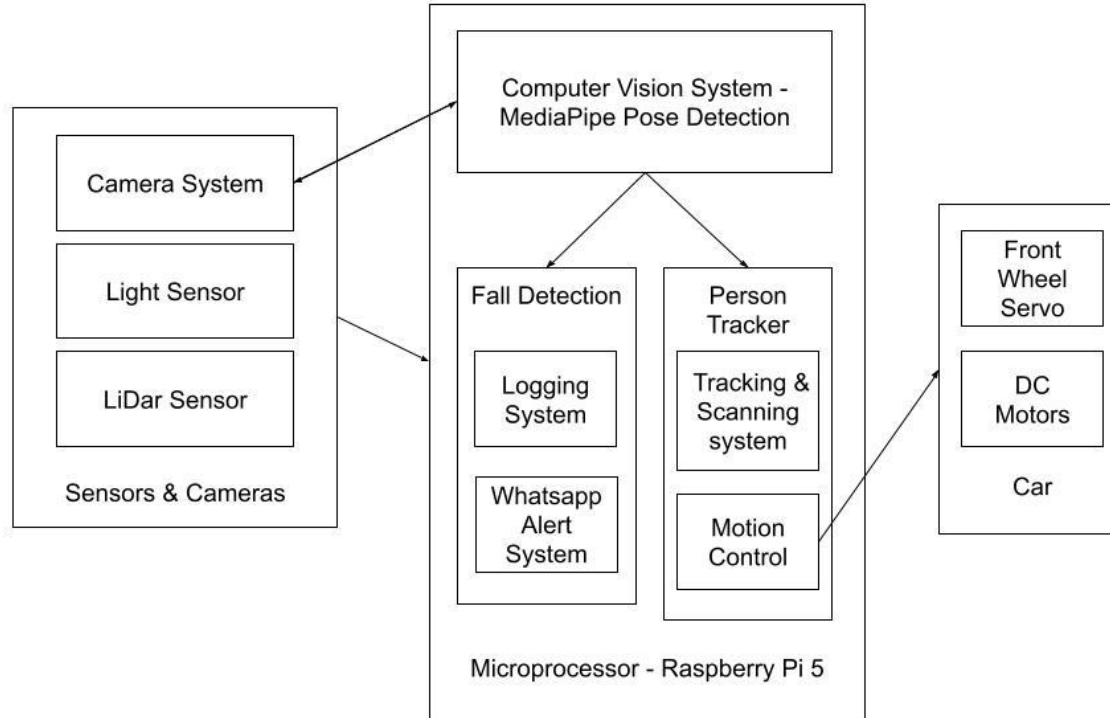 Computer Vision System -
MediaPipe Pose Detection
Camera System
Light Sensor
LiDar Sensor
Sensors & Cameras
Fall Detection
Logging
System
Whatsapp
Alert
System
Person
Tracker
Tracking &
Scanning
system
Motion
Control
Microprocessor - Raspberry Pi 5
Front
Wheel
Servo
DC
Motors
Car